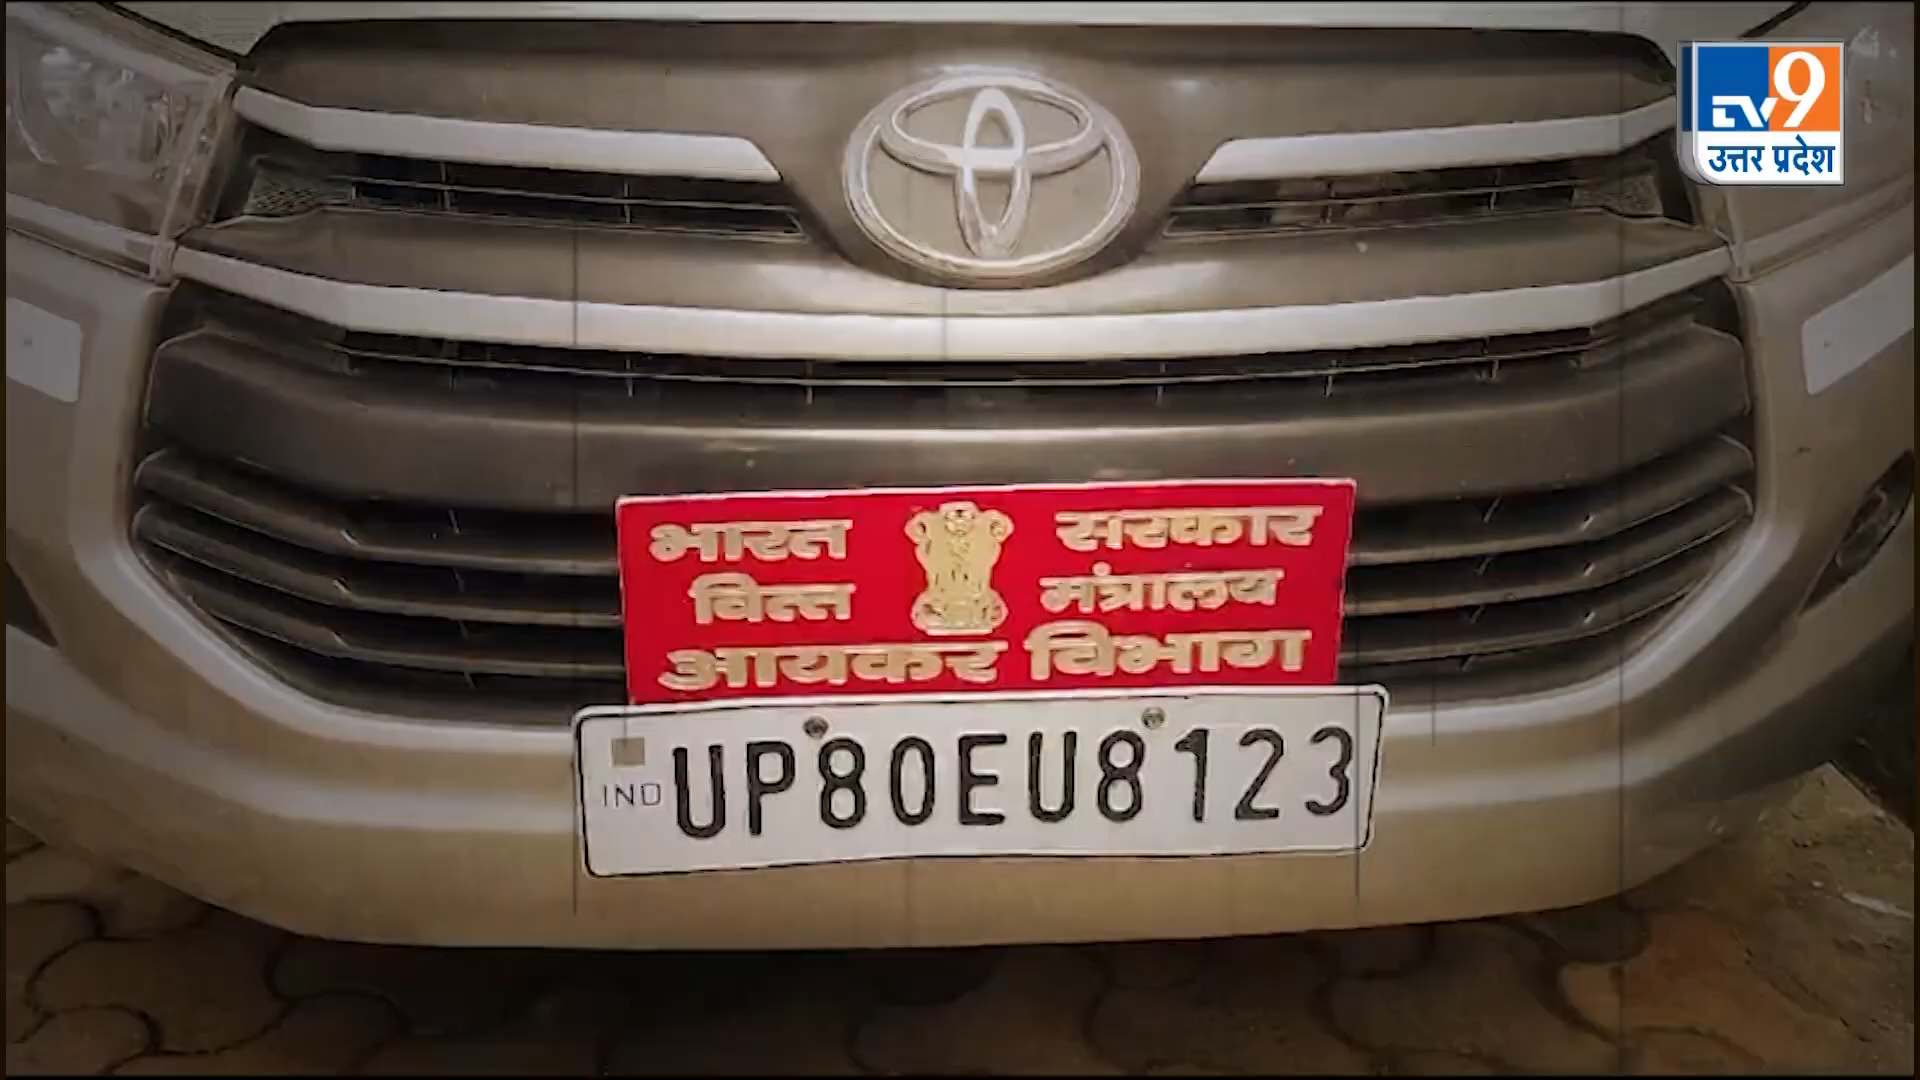 TV9
उत्तर प्रदेश
भारत सरकार
वित्त मंत्रालय
आयकर विभाग
IND UP80EU8123